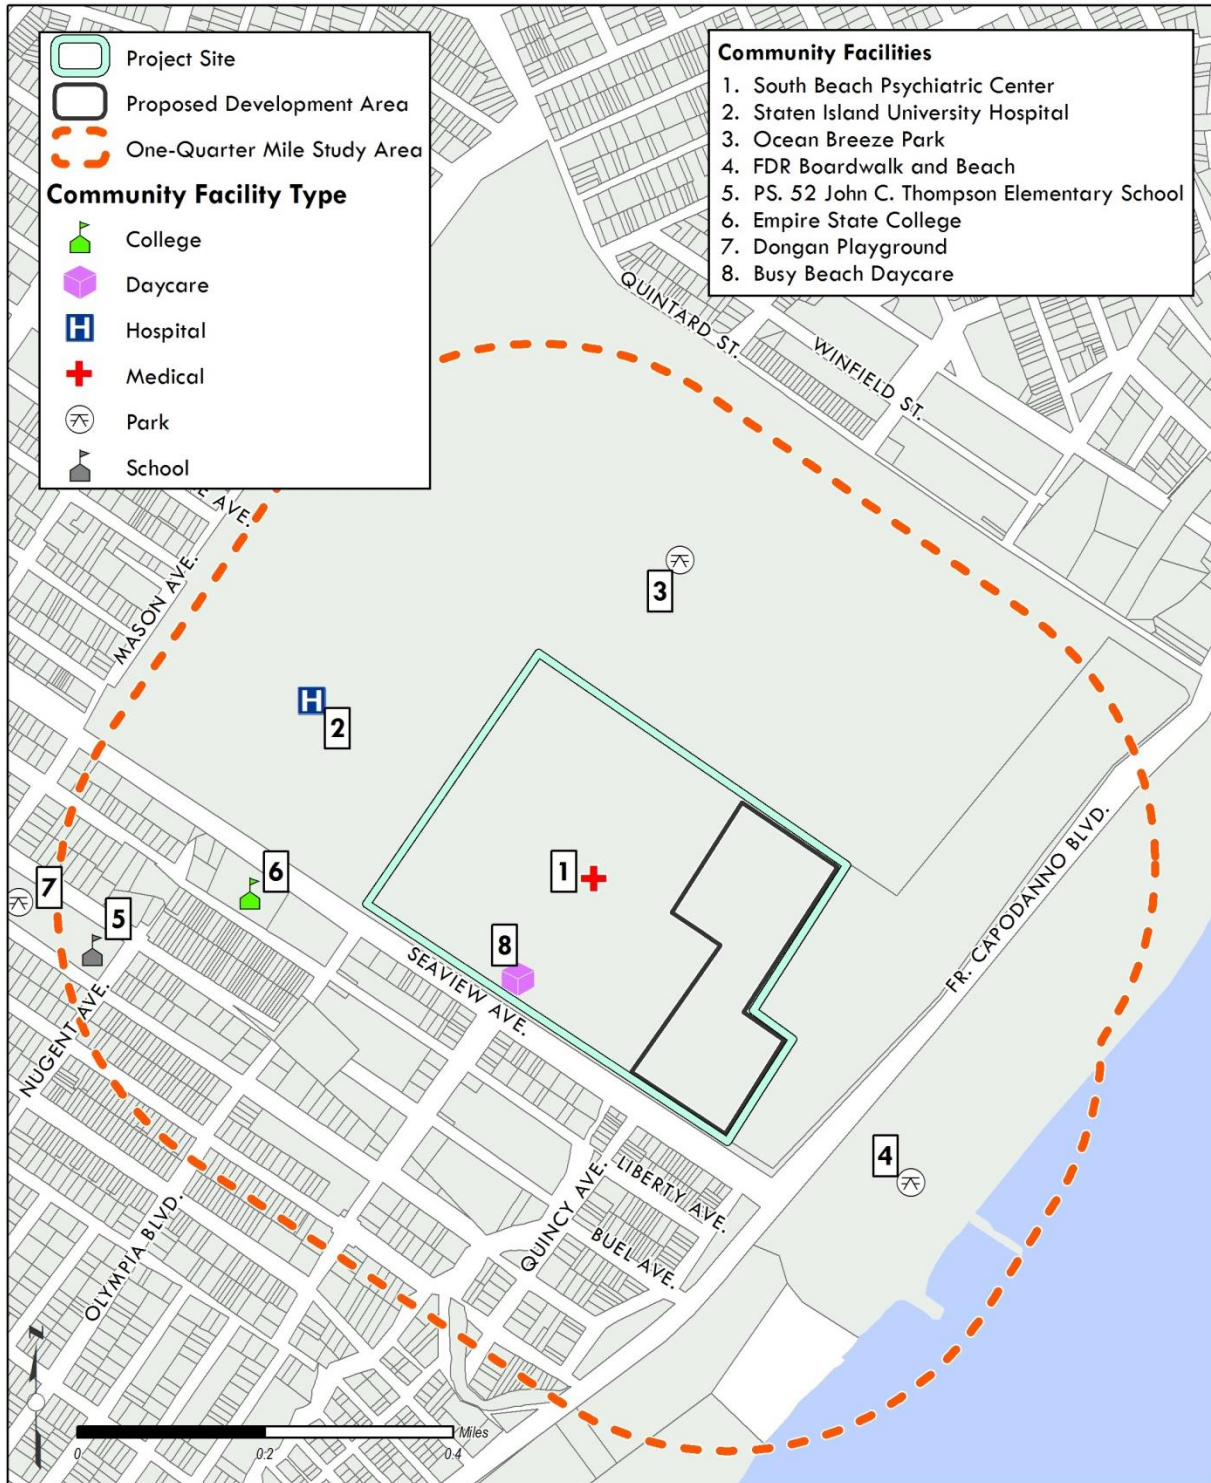 Project Site
Proposed Development Area
One-Quarter Mile Study Area
Community Facility Type
College
Daycare
H Hospital
Medical
Park
School
Community Facilities
1. South Beach Psychiatric Center
2. Staten Island University Hospital
3. Ocean Breeze Park
4. FDR Boardwalk and Beach
5. PS. 52 John C. Thompson Elementary School
6. Empire State College
7. Dongan Playground
8. Busy Beach Daycare
QUINTARD ST.
WINFIELD ST.
AVE.
MASON AVE.
3
H
2
1
6
7
5
8
SEAVIEW AVE.
FR. CAPODANNO BLVD.
NUGENT AVE.
4
LIBERTY AVE.
QUINCY AVE.
BUEL AVE.
OLYMPIA BLVD.
N
Miles
0 0.2 0.4